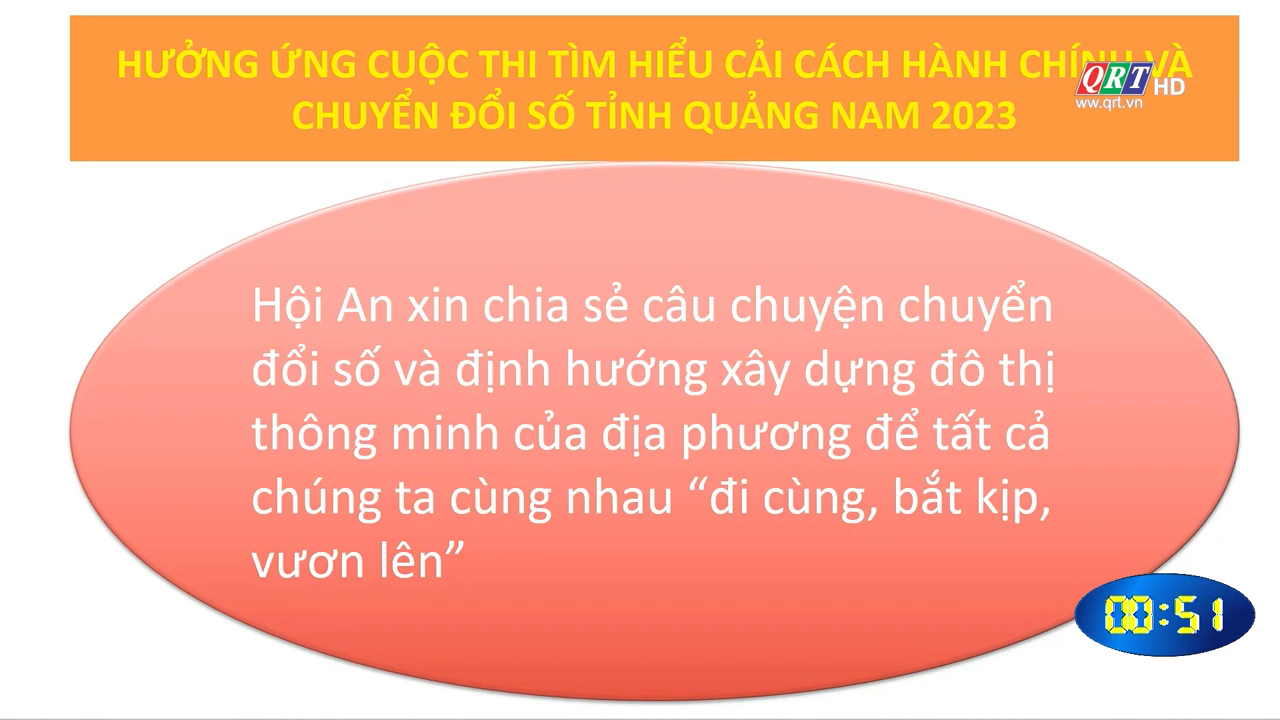 HƯỞNG ỨNG CUỘC THI TÌM HIỂU CẢI CÁCH HÀNH CHÍNH VÀ
CHUYỂN ĐỔI SỐ TỈNH QUẢNG NAM 2023
QRT HD
ww.qrt.vn
Hội An xin chia sẻ câu chuyện chuyển
đổi số và định hướng xây dựng đô thị
thông minh của địa phương để tất cả
chúng ta cùng nhau “đi cùng, bắt kịp,
vươn lên”
00:51